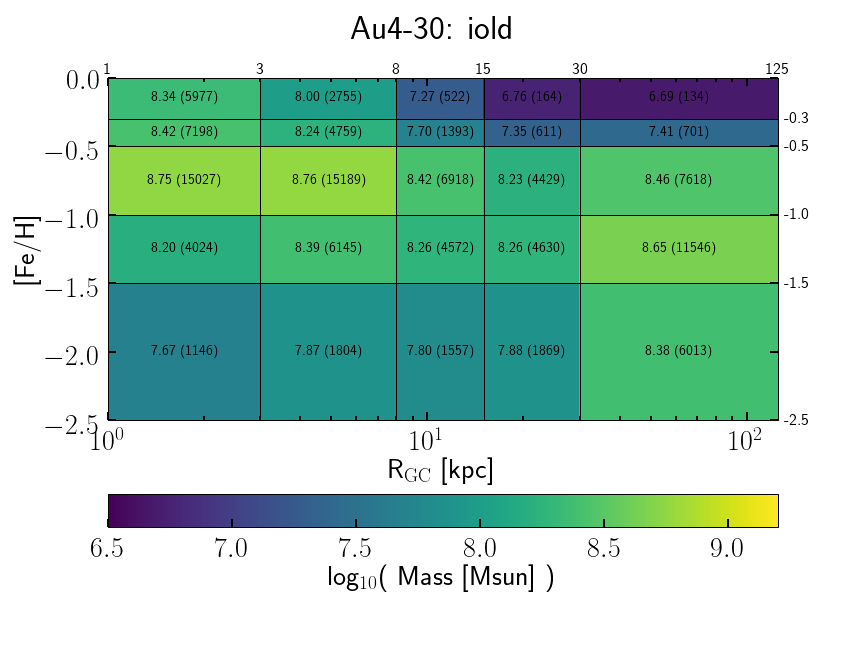 Au4-30: iold
1 3 8 15 30 125
0.0 8.34 (5977) 8.00 (2755) 7.27 (522) 6.76 (164) 6.69 (134)
-0.3
8.42 (7198) 8.24 (4759) 7.70 (1393) 7.35 (611) 7.41 (701)
−0.5 -0.5
8.75 (15027) 8.76 (15189) 8.42 (6918) 8.23 (4429) 8.46 (7618)
−1.0 -1.0
[Fe/H]
8.20 (4024) 8.39 (6145) 8.26 (4572) 8.26 (4630) 8.65 (11546)
−1.5 -1.5
−2.0 7.67 (1146) 7.87 (1804) 7.80 (1557) 7.88 (1869) 8.38 (6013)
−2.5 -2.5
10⁰ 10¹ 10²
R_GC [kpc]
6.5 7.0 7.5 8.0 8.5 9.0
log₁₀( Mass [Msun] )